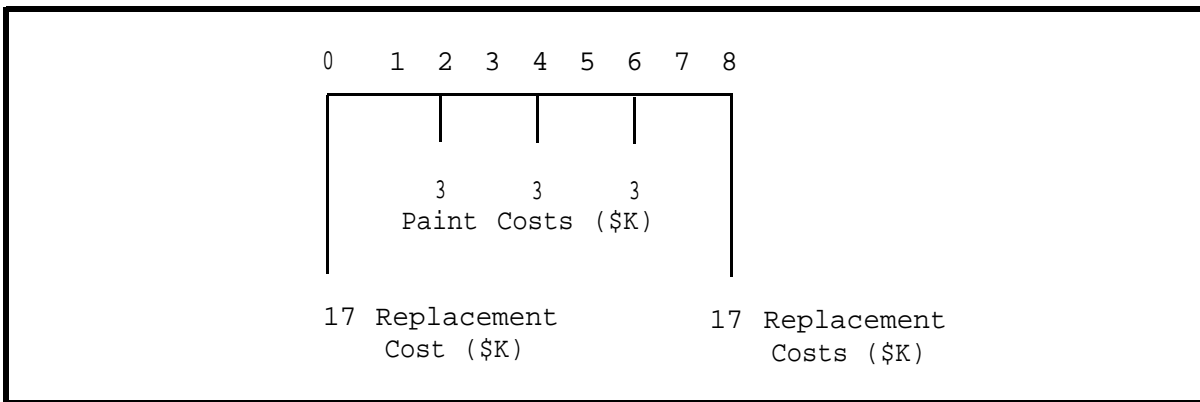 0 1 2 3 4 5 6 7 8
3 3 3
Paint Costs ($K)
17 Replacement
Cost ($K)
17 Replacement
Costs ($K)